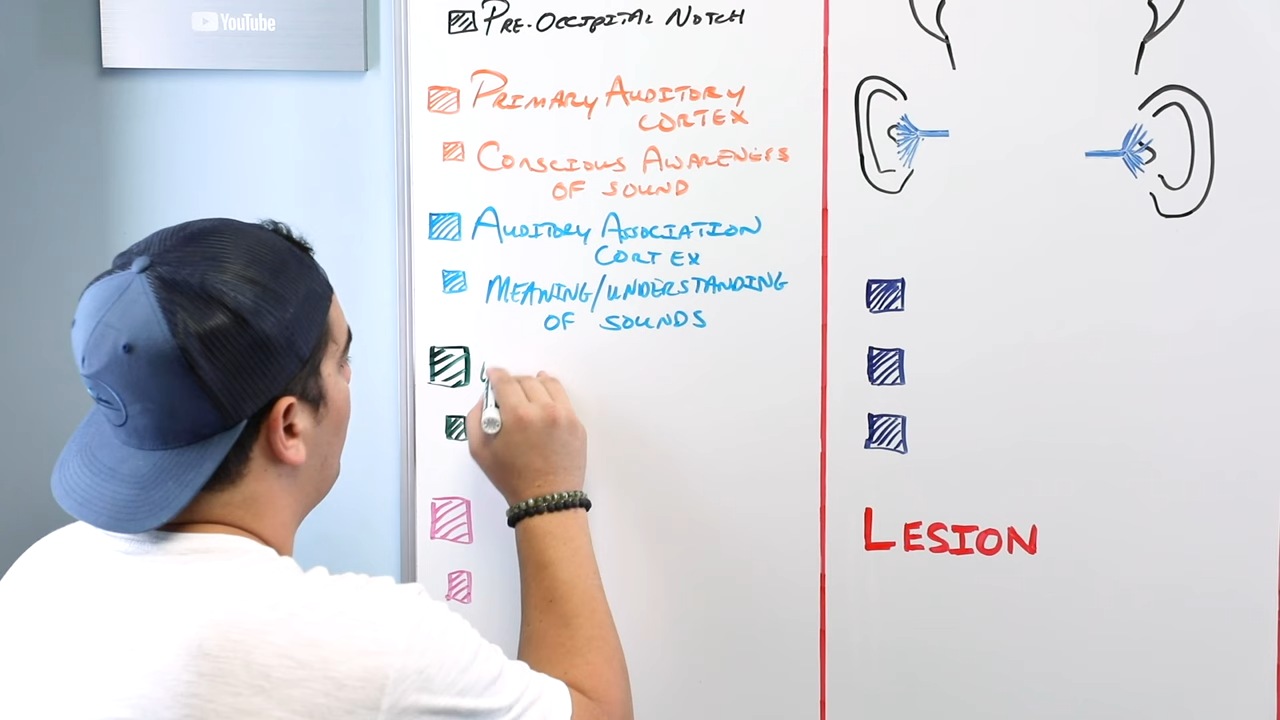 YouTube
PRE-OCCIPITAL NOTCH
PRIMARY AUDITORY
CORTEX
CONSCIOUS AWARENESS
OF SOUND
AUDITORY ASSOCIATION
CORTEX
MEANING/UNDERSTANDING
OF SOUNDS
LESION